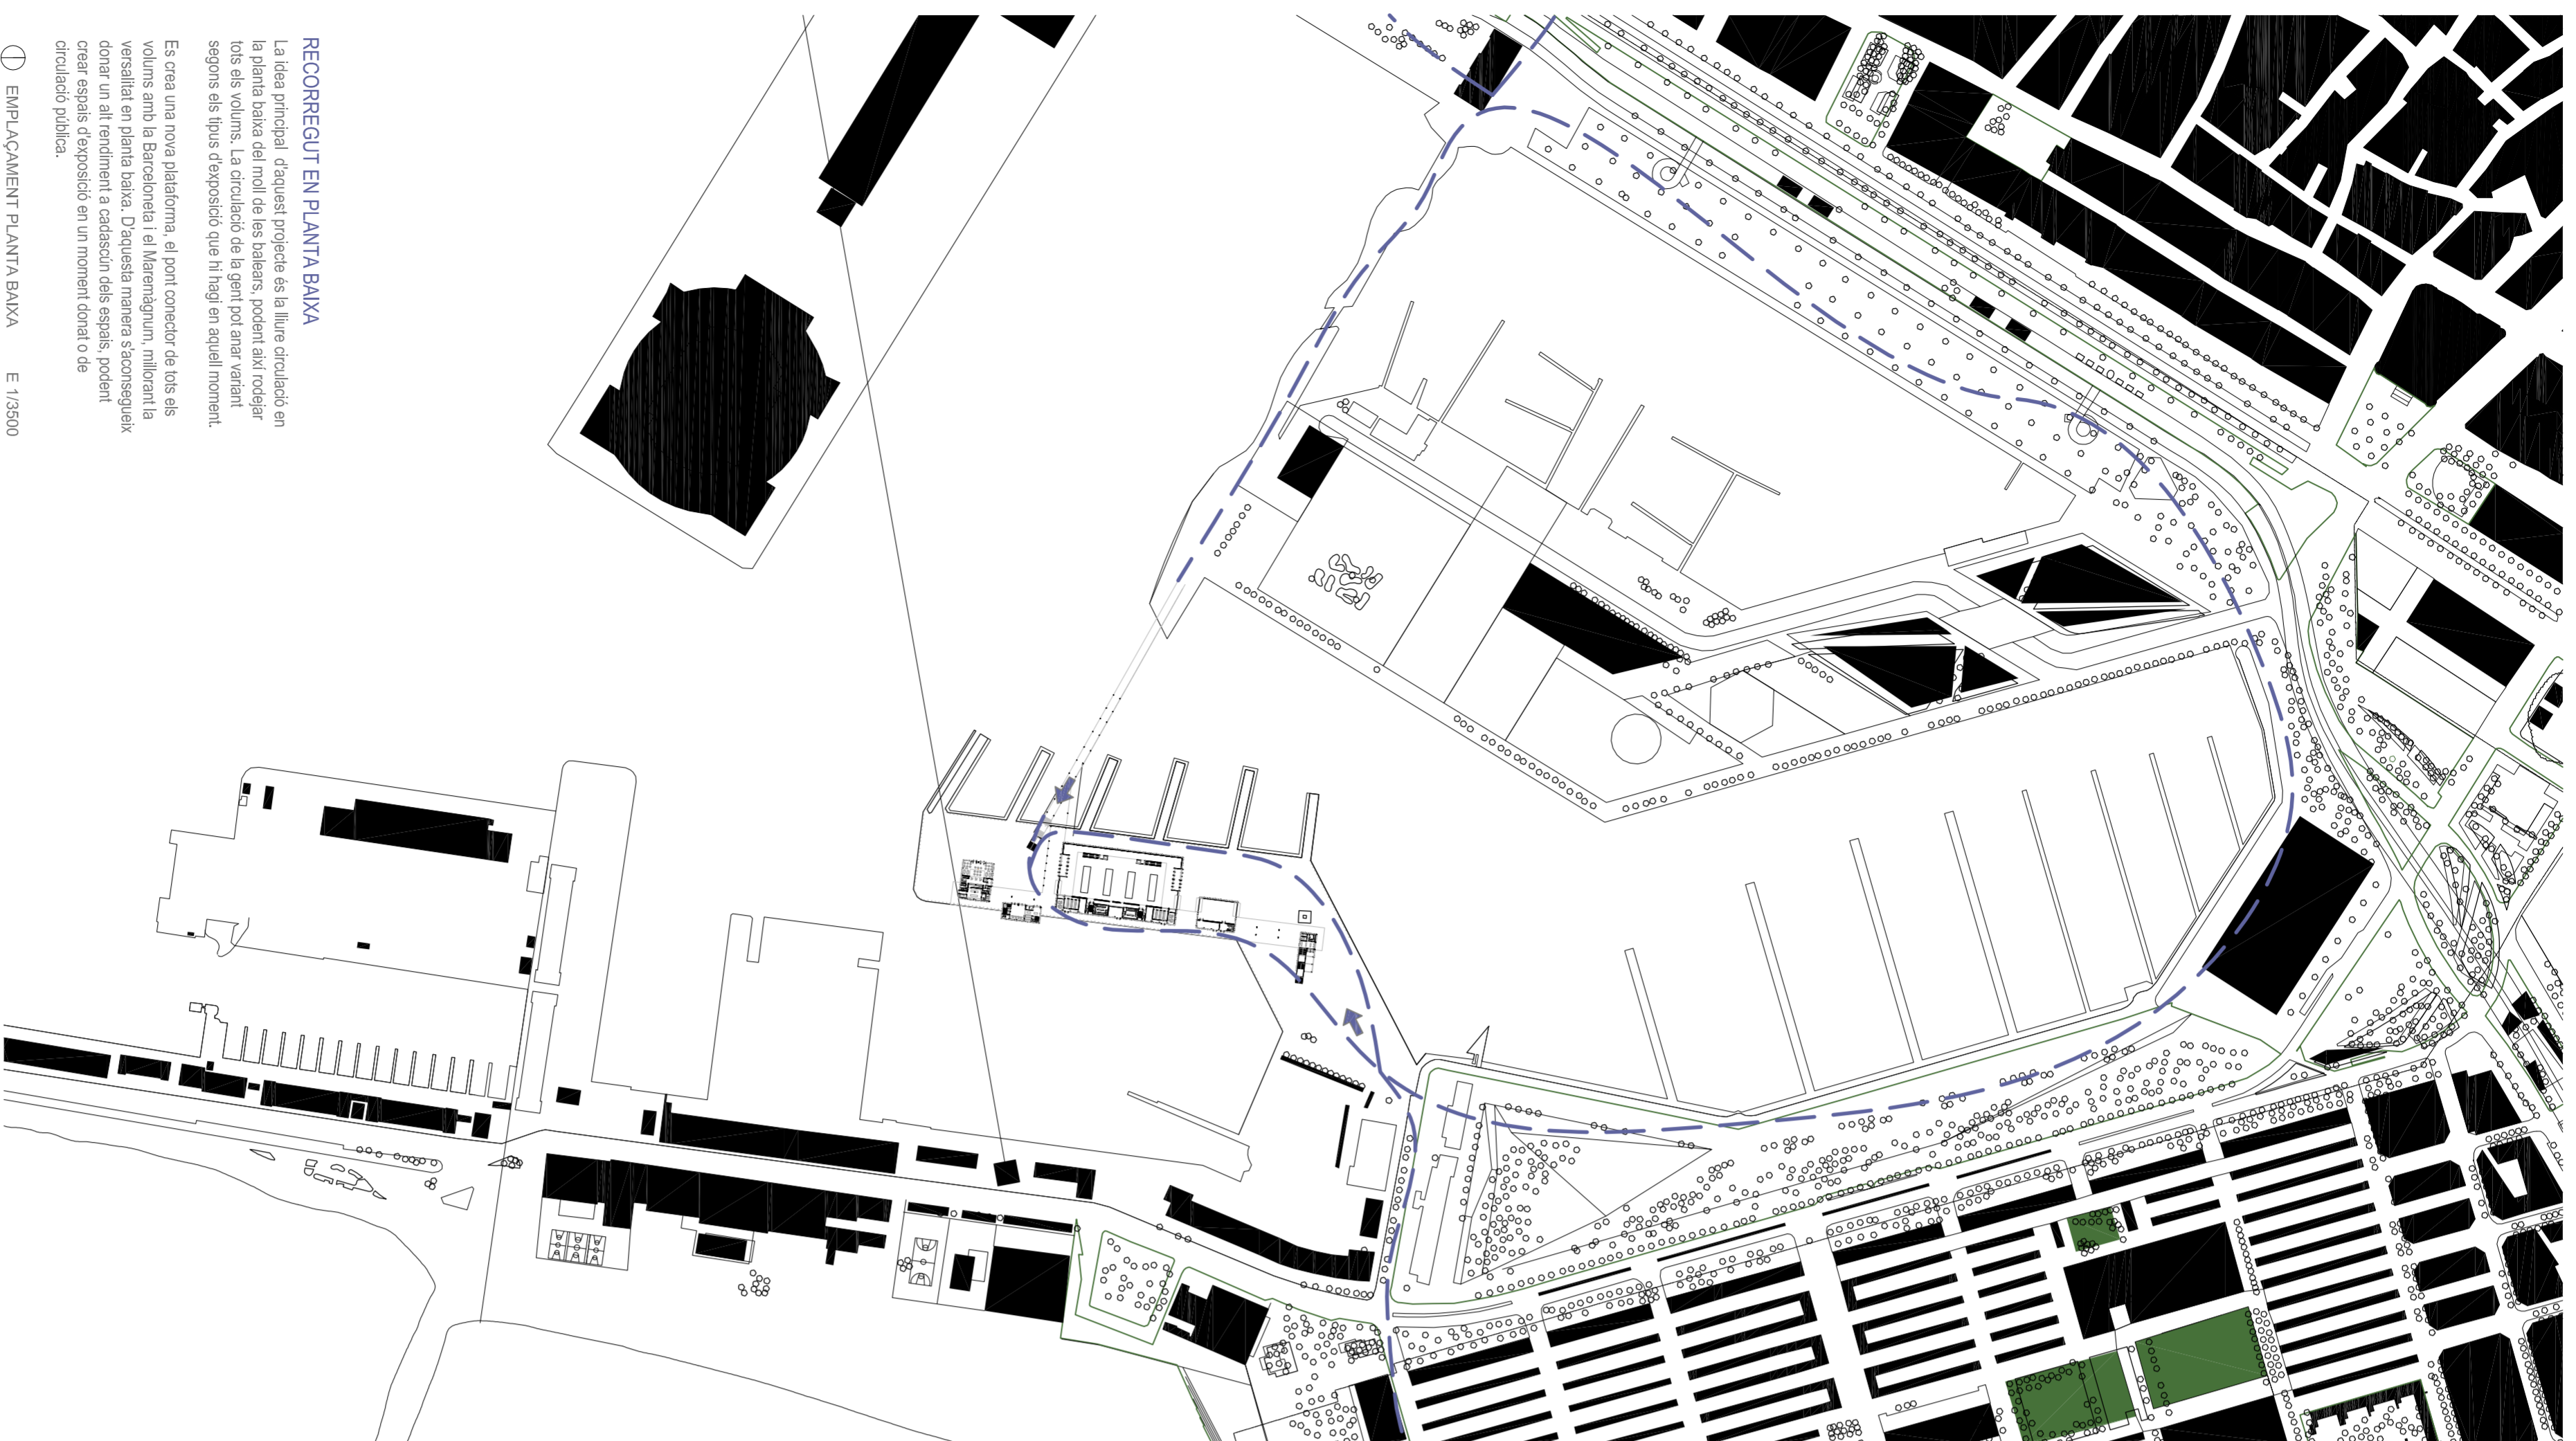 RECORREGUT EN PLANTA BAIXA
La idea principal d'aquest projecte és la lliure circulació en
la planta baixa del moll de les balears, podent així rodejar
tots els volums. La circulació de la gent pot anar variant
segons els tipus d'exposició que hi hagi en aquell moment.
Es crea una nova plataforma, el pont conector de tots els
volums amb la Barceloneta i el Maremàgnum, millorant la
versalitat en planta baixa. D'aquesta manera s'aconsegueix
donar un alt rendiment a cadascún dels espais, podent
crear espais d'exposició en un moment donat o de
circulació pública.
EMPLAÇAMENT PLANTA BAIXA E 1/3500